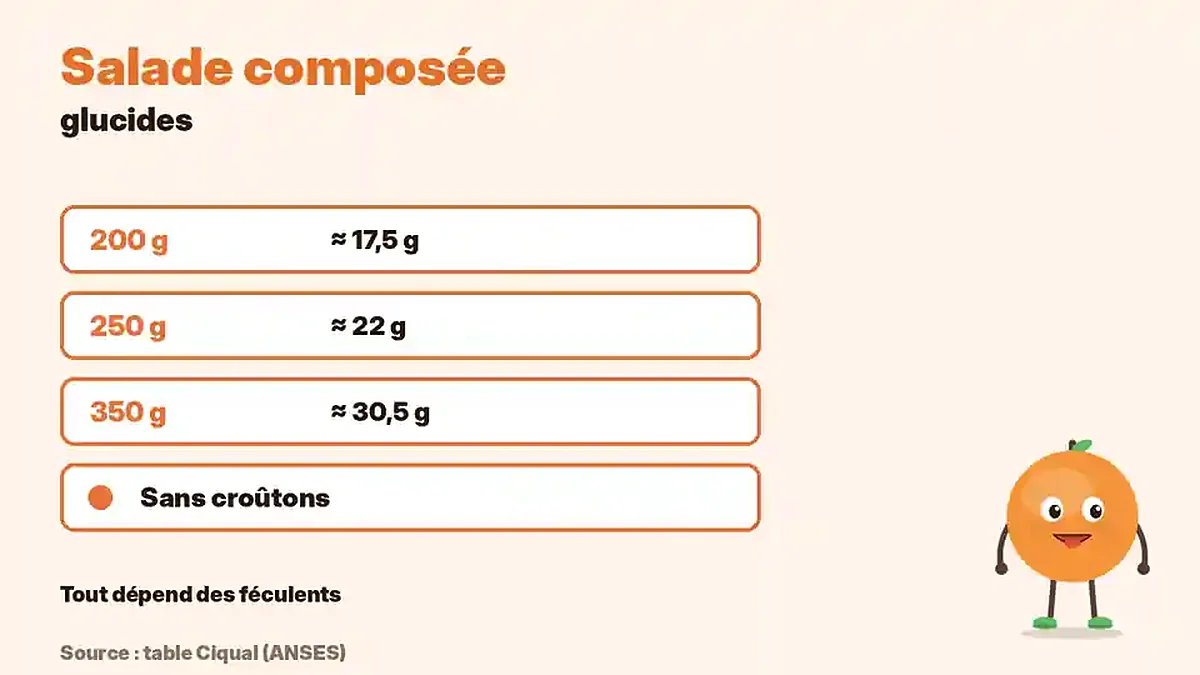 Salade composée
glucides
200 g ≈ 17,5 g
250 g ≈ 22 g
350 g ≈ 30,5 g
Sans croûtons
Tout dépend des féculents
Source : table Ciqual (ANSES)